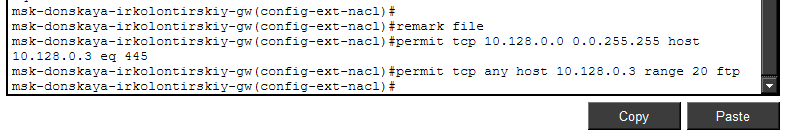 msk-donskaya-irkolontirskiy-gw(config-ext-nacl)#
msk-donskaya-irkolontirskiy-gw(config-ext-nacl)#remark file
msk-donskaya-irkolontirskiy-gw(config-ext-nacl)#permit tcp 10.128.0.0 0.0.255.255 host
10.128.0.3 eq 445
msk-donskaya-irkolontirskiy-gw(config-ext-nacl)#permit tcp any host 10.128.0.3 range 20 ftp
msk-donskaya-irkolontirskiy-gw(config-ext-nacl)#
Copy Paste